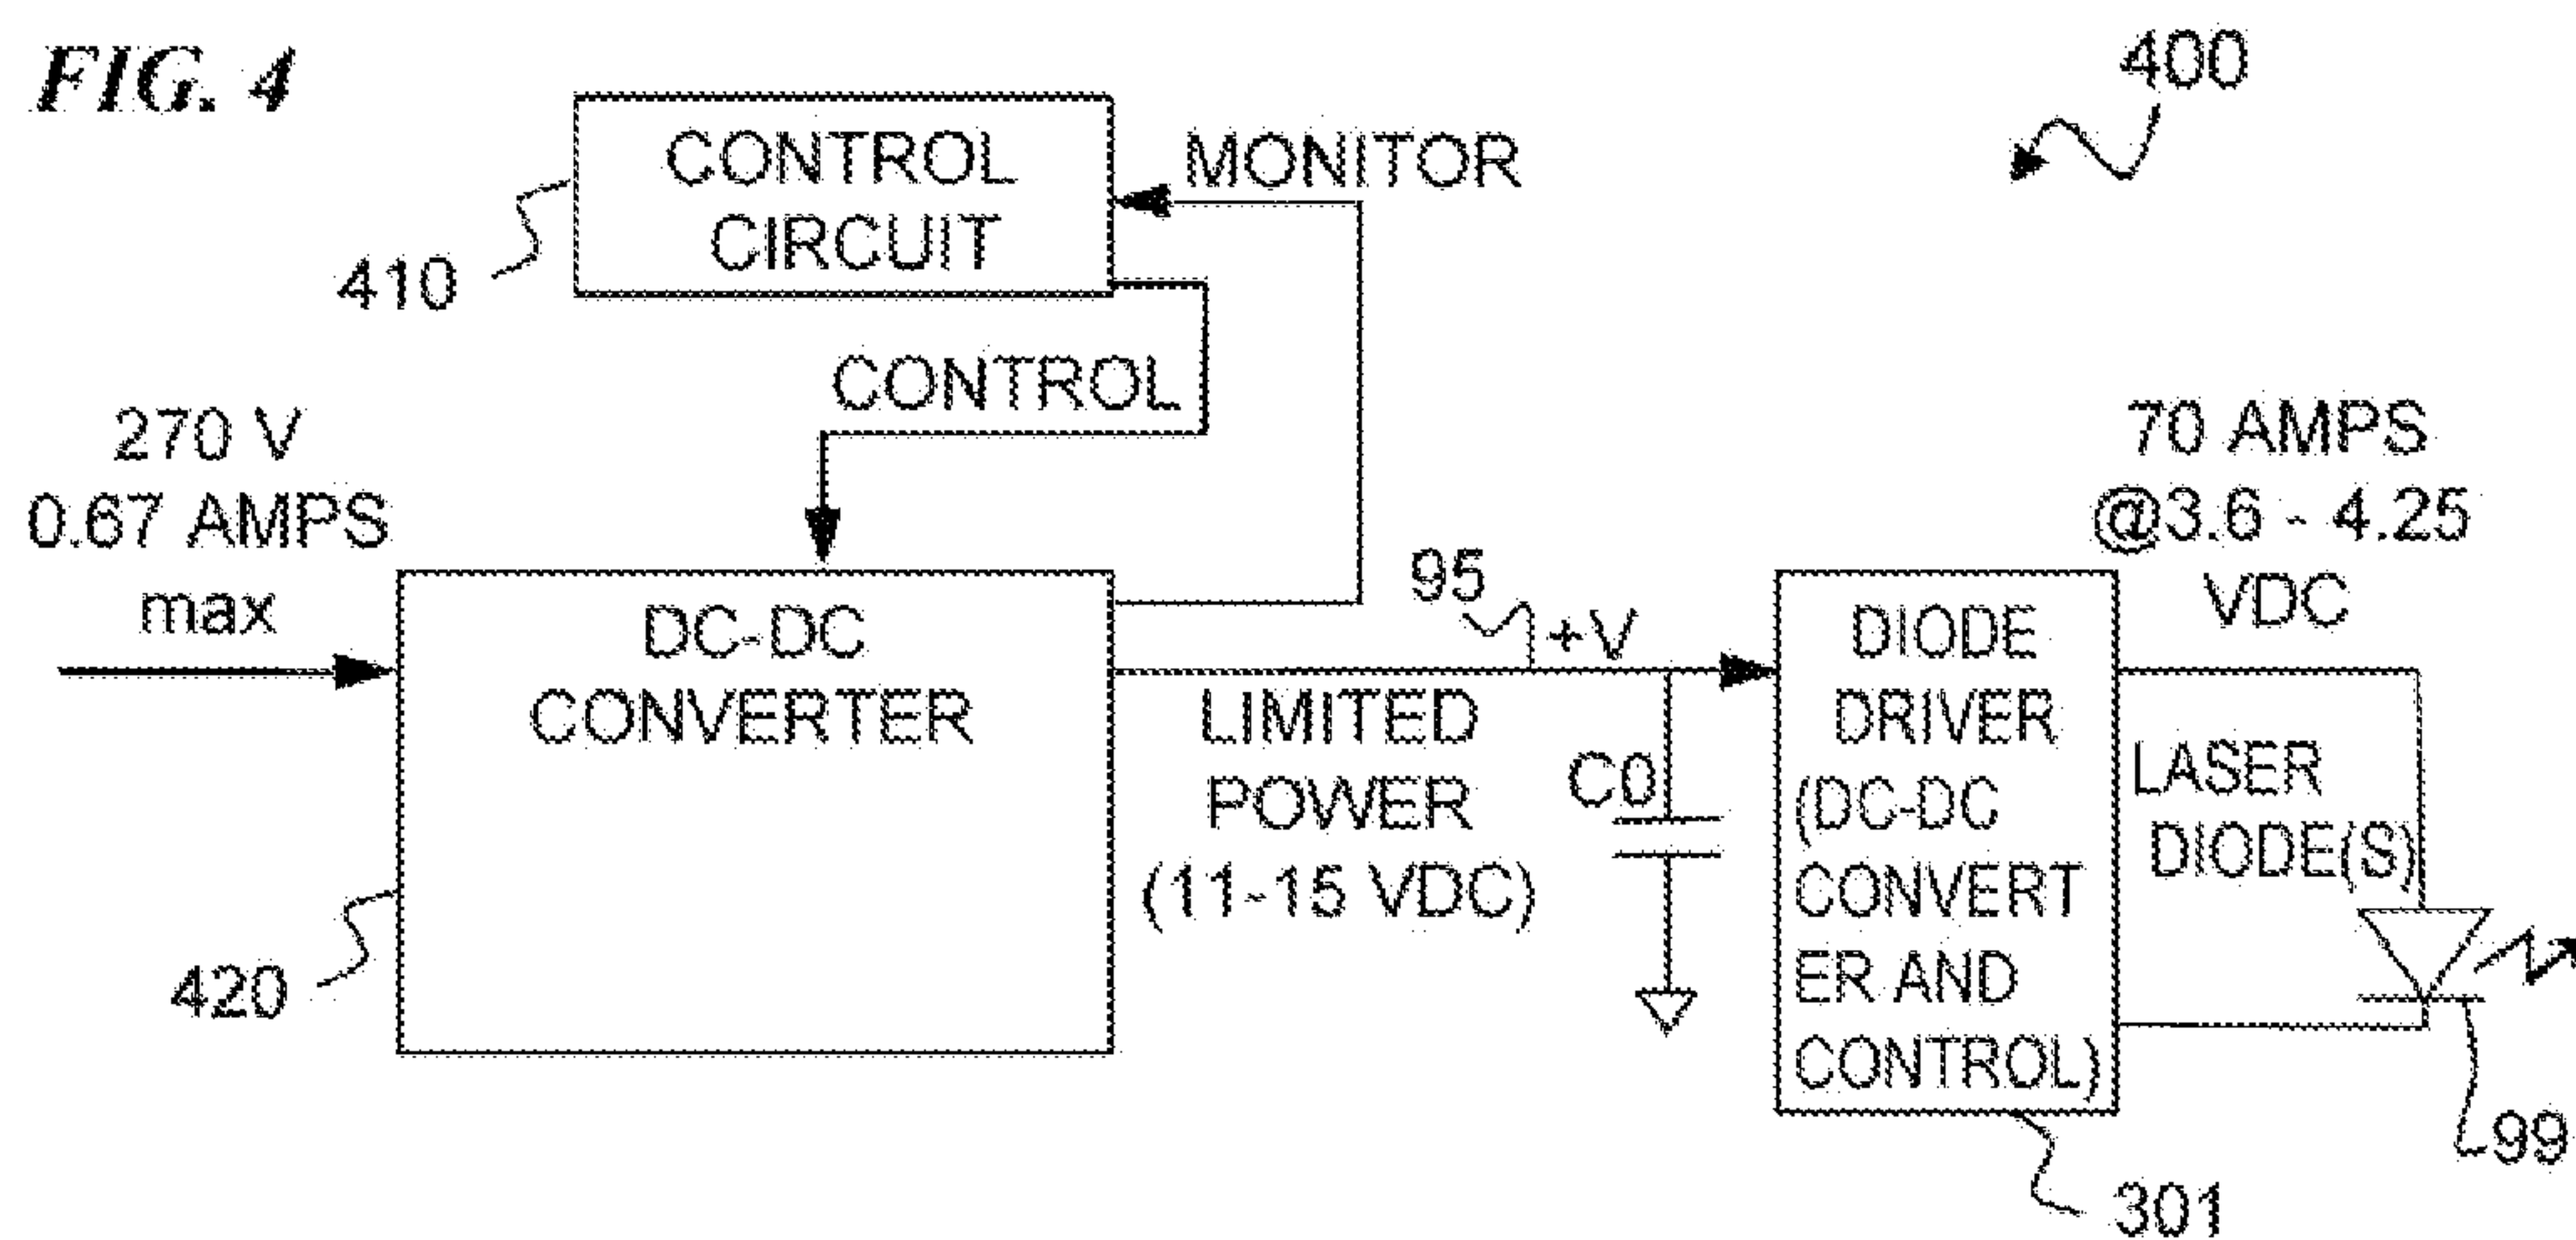 FIG. 4
400
CONTROL
CIRCUIT
MONITOR
410
CONTROL
270 V
0.67 AMPS
max
70 AMPS
@3.6 - 4.25
VDC
95
+V
DC-DC
CONVERTER
LIMITED
POWER
(11-15 VDC)
C0
DIODE
DRIVER
(DC-DC
CONVERT
ER AND
CONTROL)
LASER
DIODE(S)
420
99
301